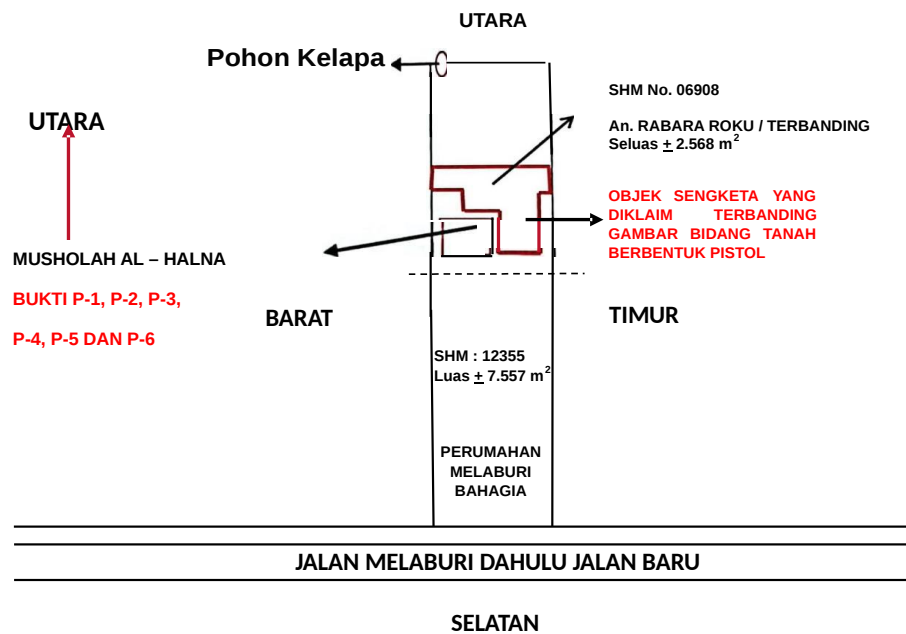 UTARA
Pohon Kelapa
SHM No. 06908
An. RABARA ROKU / TERBANDING
Seluas + 2.568 m2
UTARA
OBJEK SENGKETA YANG
DIKLAIM TERBANDING
GAMBAR BIDANG TANAH
BERBENTUK PISTOL
MUSHOLAH AL – HALNA
BUKTI P-1, P-2, P-3,
P-4, P-5 DAN P-6
BARAT
TIMUR
SHM : 12355
Luas + 7.557 m2
PERUMAHAN
MELABURI
BAHAGIA
JALAN MELABURI DAHULU JALAN BARU
SELATAN